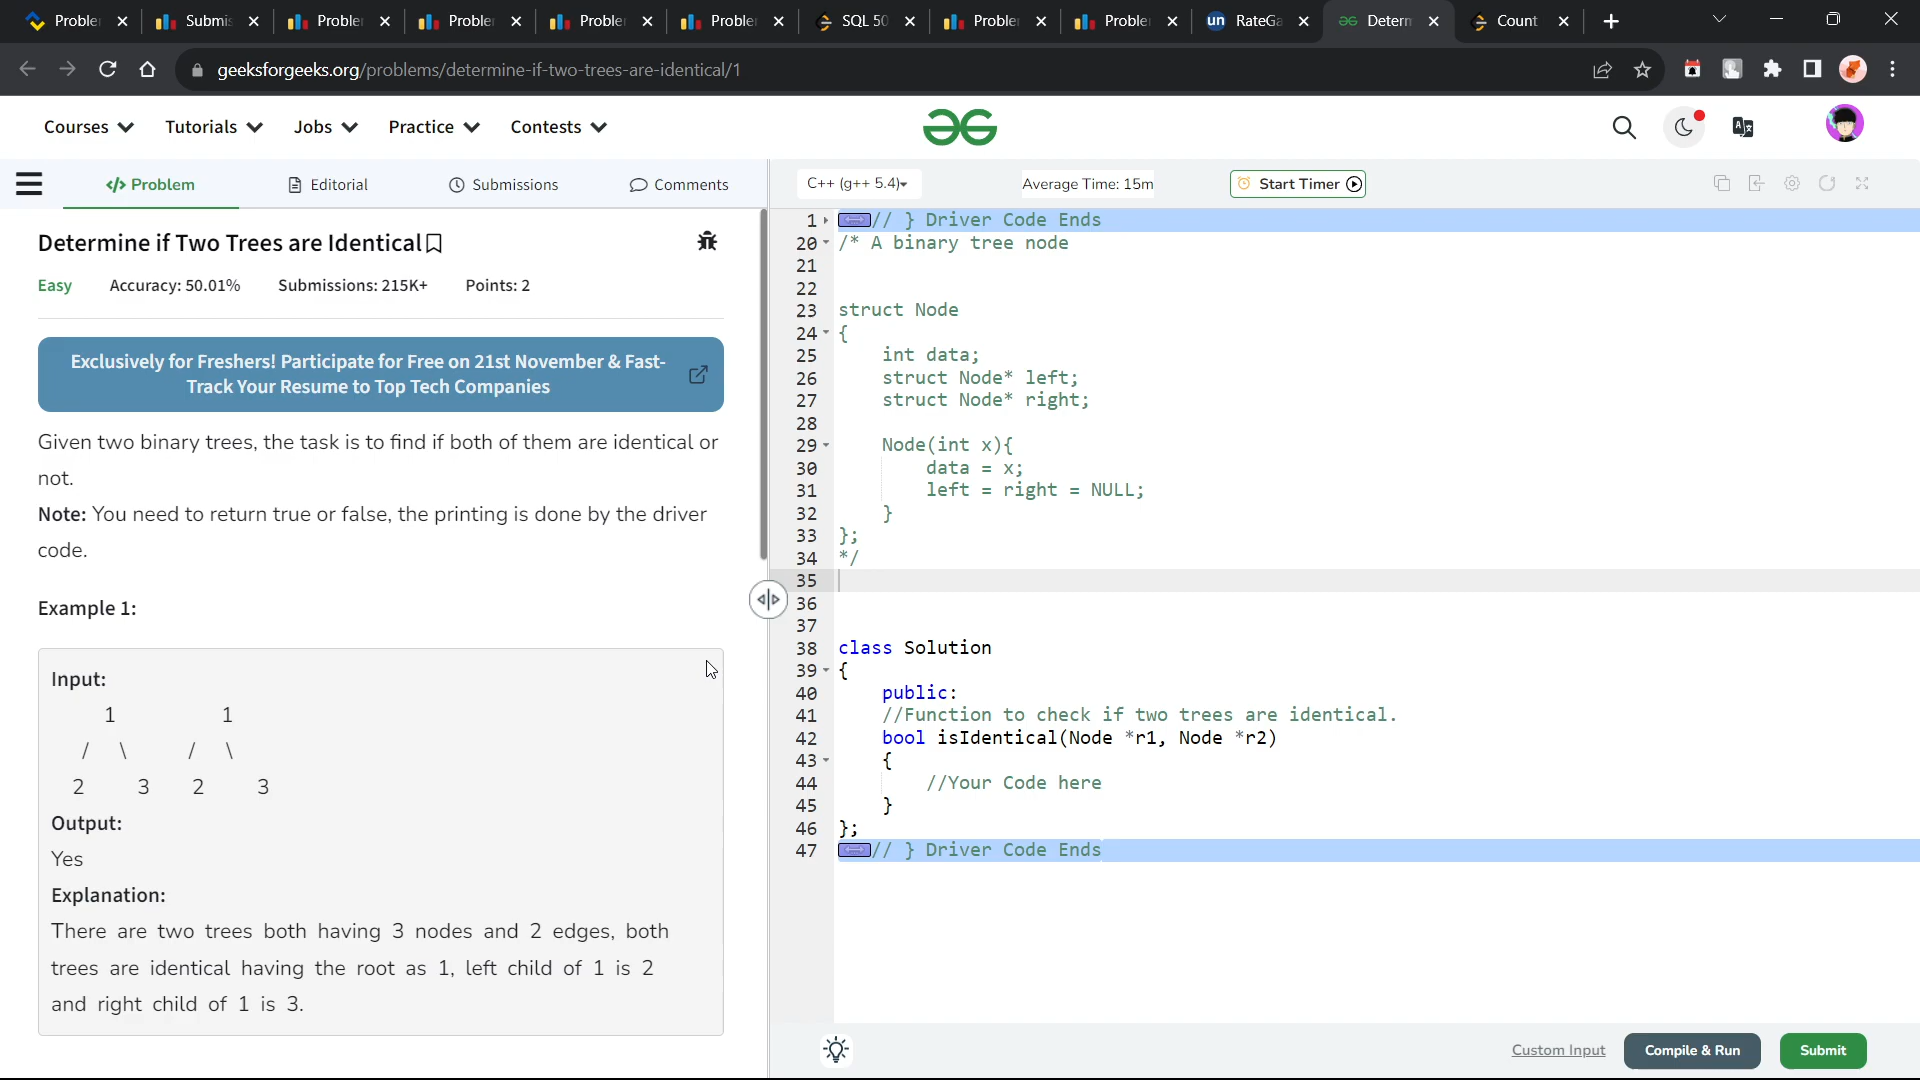 Proble
Submis
Proble
Proble
Proble
Proble
SQL 50
Proble
Proble
un RateGa
Determ
Count
geeksforgeeks.org/problems/determine-if-two-trees-are-identical/1
Courses
Tutorials
Jobs
Practice
Contests
Problem
Editorial
Submissions
Comments
C++ (g++ 5.4)
Average Time: 15m
Start Timer
Determine if Two Trees are Identical
Easy Accuracy: 50.01% Submissions: 215K+ Points: 2
Exclusively for Freshers! Participate for Free on 21st November & Fast-
Track Your Resume to Top Tech Companies
Given two binary trees, the task is to find if both of them are identical or
not.
Note: You need to return true or false, the printing is done by the driver
code.
Example 1:
Input:
1 1
/ \ / \
2 3 2 3
Output:
Yes
Explanation:
There are two trees both having 3 nodes and 2 edges, both
trees are identical having the root as 1, left child of 1 is 2
and right child of 1 is 3.
1 // } Driver Code Ends
20 /* A binary tree node
21
22
23 struct Node
24 {
25 int data;
26 struct Node* left;
27 struct Node* right;
28
29 Node(int x){
30 data = x;
31 left = right = NULL;
32 }
33 };
34 */
35
36
37
38 class Solution
39 {
40 public:
41 //Function to check if two trees are identical.
42 bool isIdentical(Node *r1, Node *r2)
43 {
44 //Your Code here
45 }
46 };
47 // } Driver Code Ends
Custom Input
Compile & Run
Submit